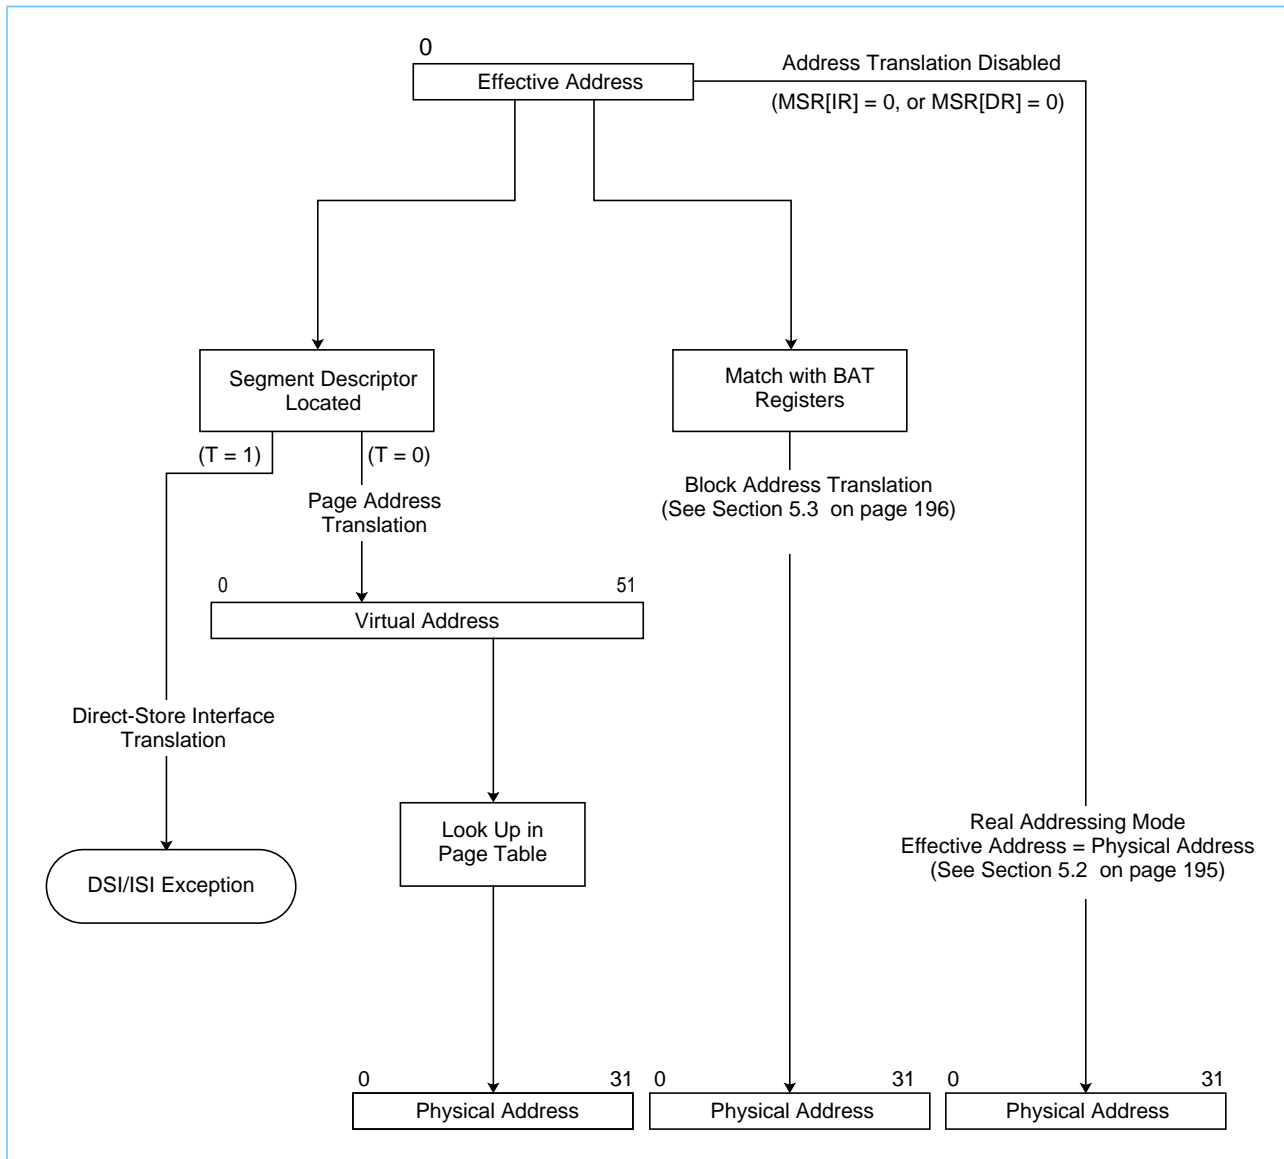 0
Effective Address
Address Translation Disabled
(MSR[IR] = 0, or MSR[DR] = 0)
Segment Descriptor
Located
Match with BAT
Registers
(T = 1)
(T = 0)
Page Address
Translation
Block Address Translation
(See Section 5.3 on page 196)
0
51
Virtual Address
Direct-Store Interface
Translation
Look Up in
Page Table
DSI/ISI Exception
Real Addressing Mode
Effective Address = Physical Address
(See Section 5.2 on page 195)
0
31
Physical Address
0
31
Physical Address
0
31
Physical Address